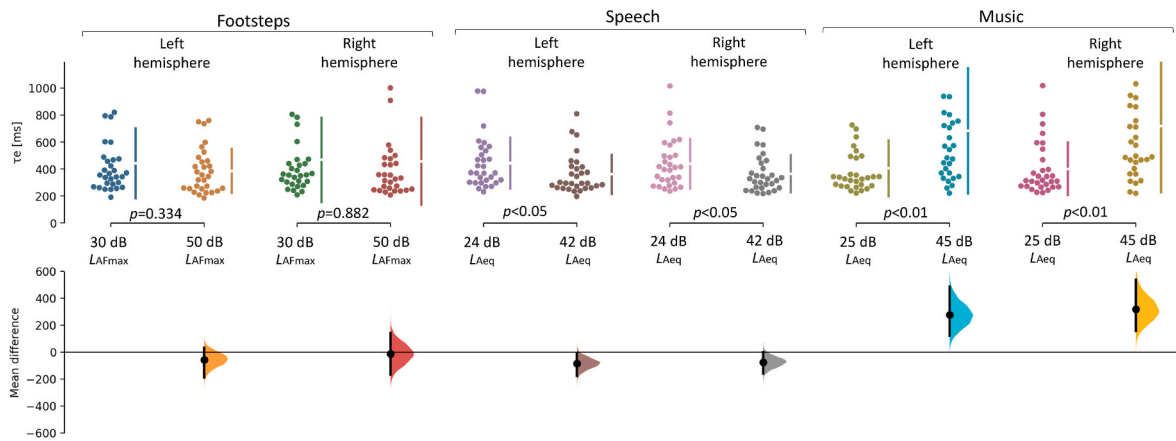 Footsteps Speech Music
Left hemisphere Right hemisphere Left hemisphere Right hemisphere Left hemisphere Right hemisphere
τe [ms]
1000
800
600
400
200
0
p=0.334 p=0.882 p<0.05 p<0.05 p<0.01 p<0.01
30 dB 50 dB 30 dB 50 dB 24 dB 42 dB 24 dB 42 dB 25 dB 45 dB 25 dB 45 dB
LAFmax LAFmax LAFmax LAFmax LAeq LAeq LAeq LAeq LAeq LAeq LAeq LAeq
Mean difference
600
400
200
0
−200
−400
−600